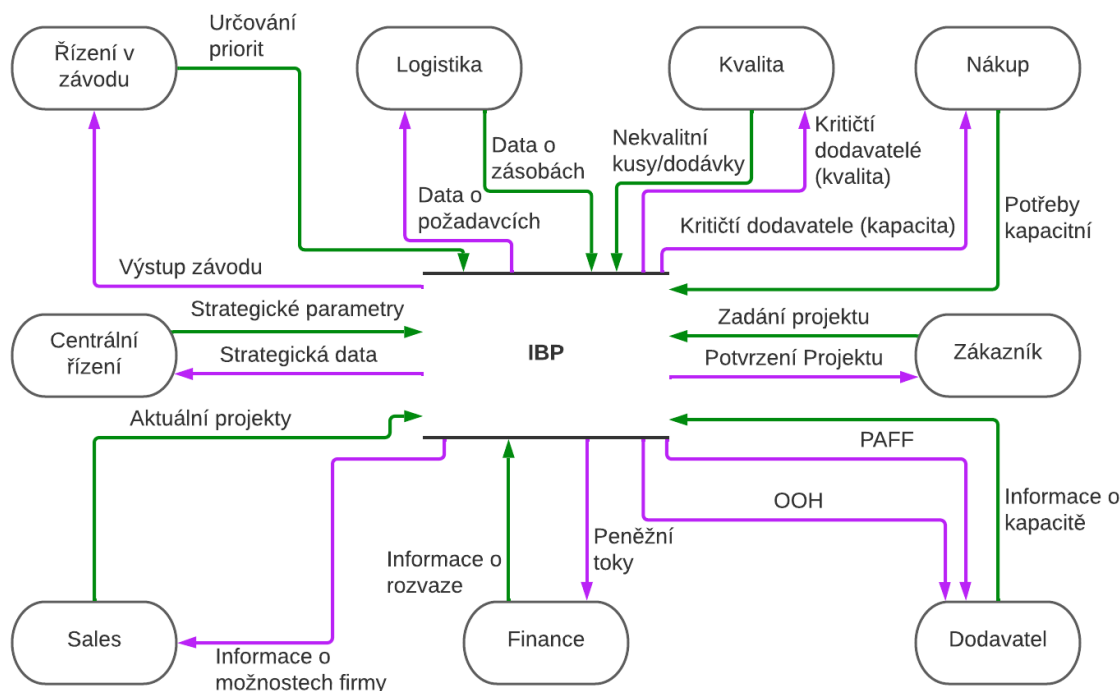 Řízení v
závodu
Určování
priorit
Logistika
Kvalita
Nákup
Data o
zásobách
Data o
požadavcích
Nekvalitní
kusy/dodávky
Kritičtí
dodavatelé
(kvalita)
Kritičtí dodavatele (kapacita)
Potřeby
kapacitní
Výstup závodu
Strategické parametry
Centrální
řízení
Strategická data
IBP
Zadání projektu
Potvrzení Projektu
Zákazník
Aktuální projekty
PAFF
OOH
Informace o
kapacitě
Informace o
rozvaze
Peněžní
toky
Sales
Informace o
možnostech firmy
Finance
Dodavatel